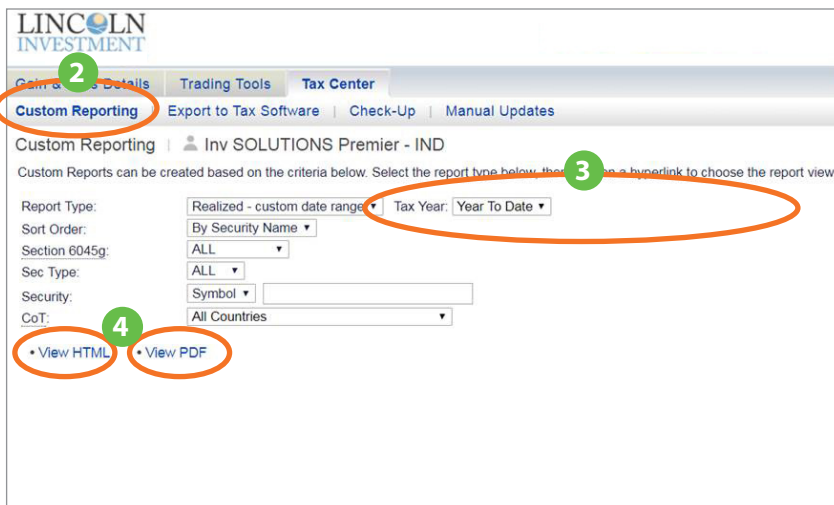 LINCOLN
INVESTMENT
2
Gain & Details Trading Tools Tax Center
Custom Reporting | Export to Tax Software | Check-Up | Manual Updates
Custom Reporting | Inv SOLUTIONS Premier - IND
3
Custom Reports can be created based on the criteria below. Select the report type below, a hyperlink to choose the report view
Report Type: Realized - custom date range Tax Year: Year To Date
Sort Order: By Security Name
Section 6045g: ALL
Sec Type: ALL
Security: Symbol
CoT: All Countries
4
• View HTML • View PDF